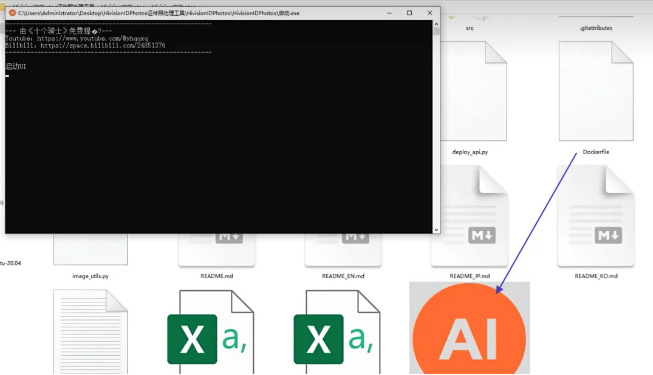 C:\Users\Administrator\Desktop\HivisionIDPhotos证件照处理工具\HivisionIDPhotos\HivisionIDPhotos\启动.exe
--- 由《十个骑士》免费提�?---
Youtube: https://www.youtube.com/@yhqqxq
Bilibili: https://space.bilibili.com/24851376
启动UI
src
.gitattributes
deploy_api.py
Dockerfile
tu-20.04
M
M
M
M
image_utils.py
README.md
README_EN.md
README_JP.md
README_KO.md
X a,
X a,
AI